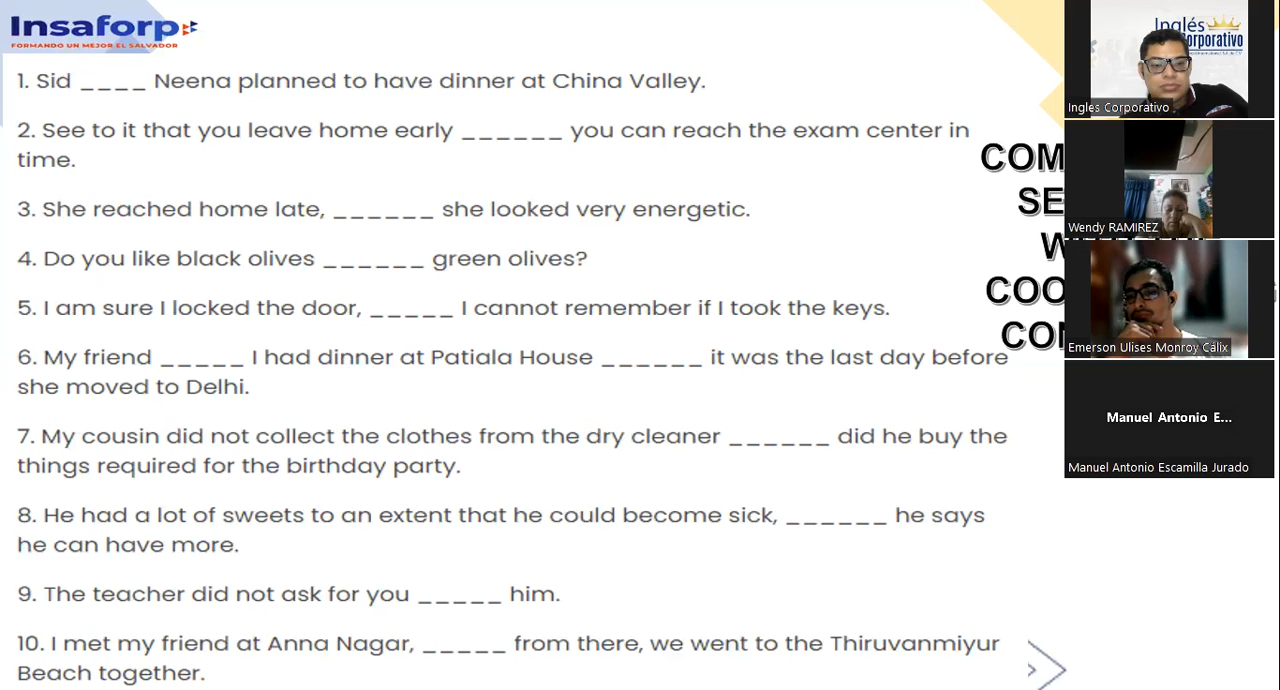 Insaforp
FORMANDO UN MEJOR EL SALVADOR
1. Sid ____ Neena planned to have dinner at China Valley.
2. See to it that you leave home early ______ you can reach the exam center in
time.
3. She reached home late, ______ she looked very energetic.
4. Do you like black olives ______ green olives?
5. I am sure I locked the door, _____ I cannot remember if I took the keys.
6. My friend _____ I had dinner at Patiala House ______ it was the last day before
she moved to Delhi.
7. My cousin did not collect the clothes from the dry cleaner ______ did he buy the
things required for the birthday party.
8. He had a lot of sweets to an extent that he could become sick, ______ he says
he can have more.
9. The teacher did not ask for you _____ him.
10. I met my friend at Anna Nagar, _____ from there, we went to the Thiruvanmiyur
Beach together.
COM
SE
W
COO
CON
Inglés
Corporativo
Ingles Corporativo
Wendy RAMIREZ
Emerson Ulises Monroy Cálix
Manuel Antonio E...
Manuel Antonio Escamilla Jurado